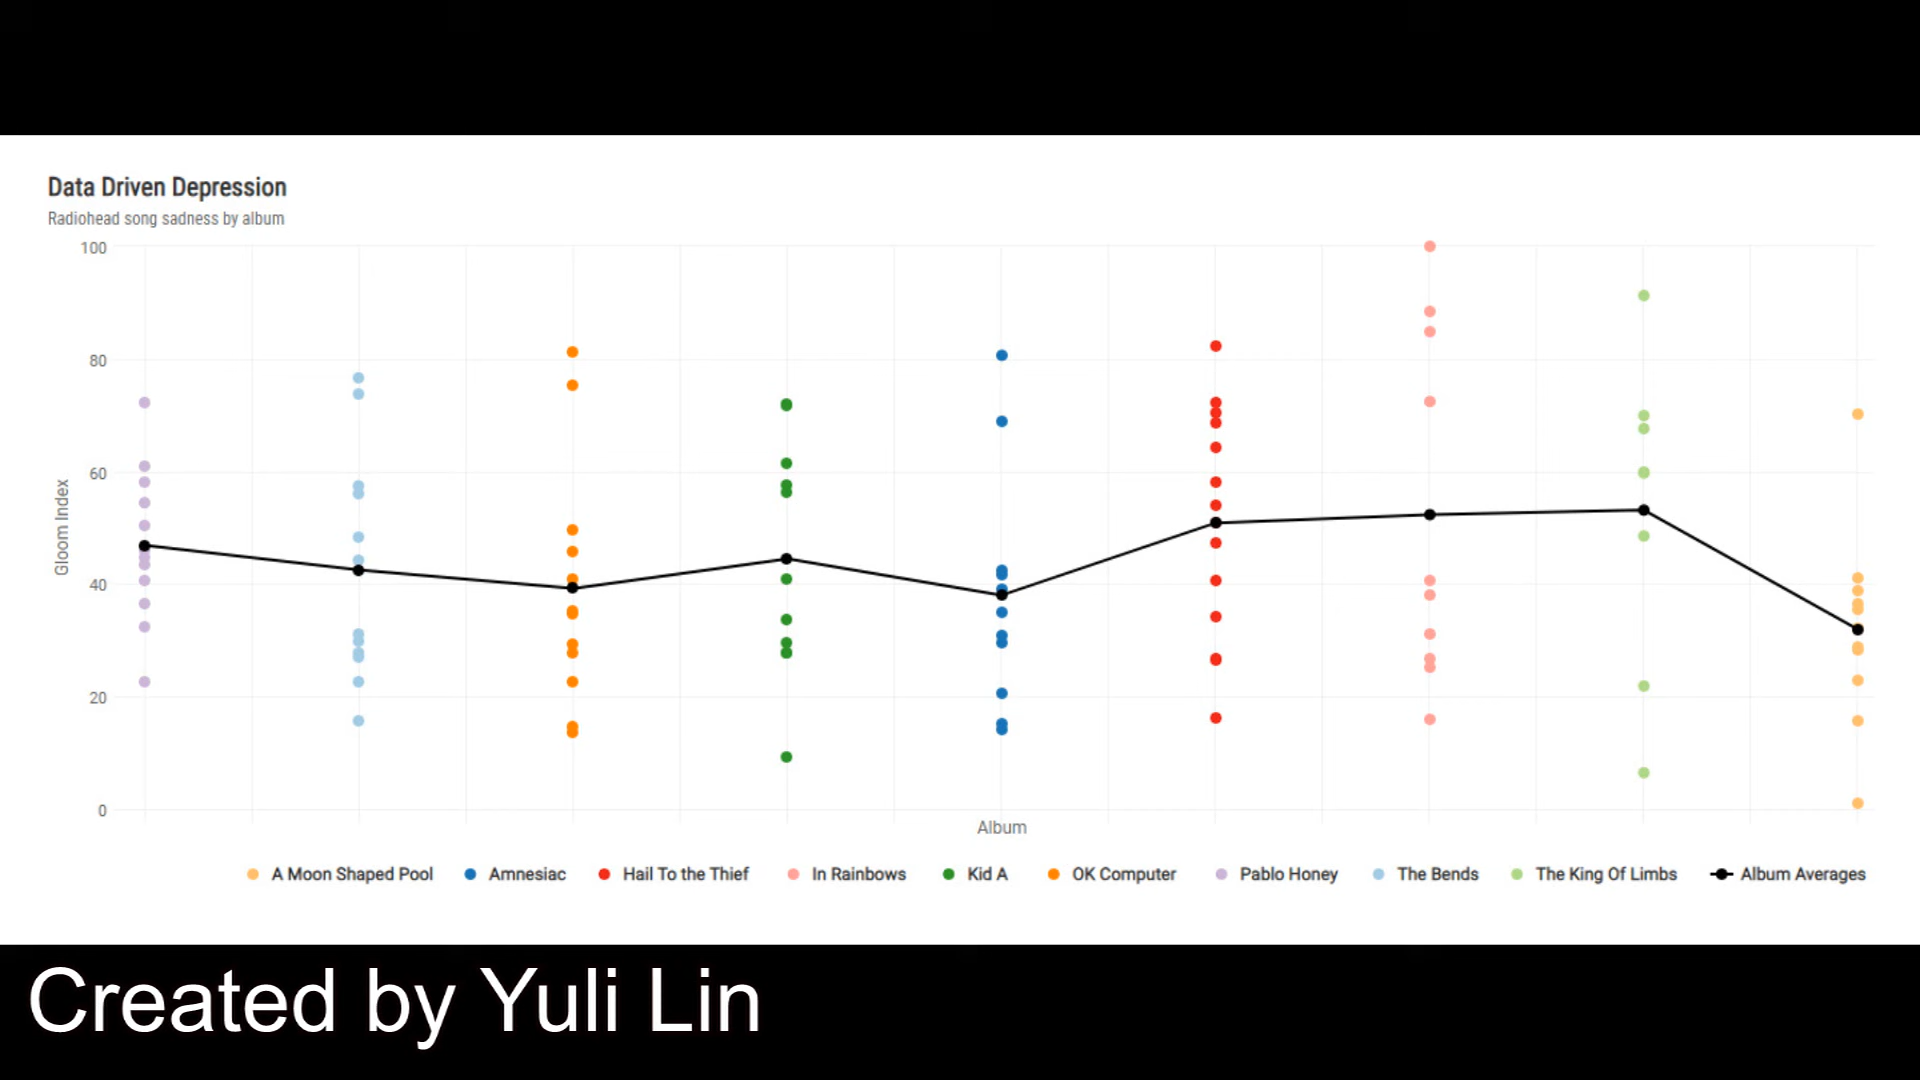 Data Driven Depression
Radiohead song sadness by album
100
80
60
40
20
0
Gloom Index
Album
A Moon Shaped Pool Amnesiac Hail To the Thief In Rainbows Kid A OK Computer Pablo Honey The Bends The King Of Limbs Album Averages
Created by Yuli Lin